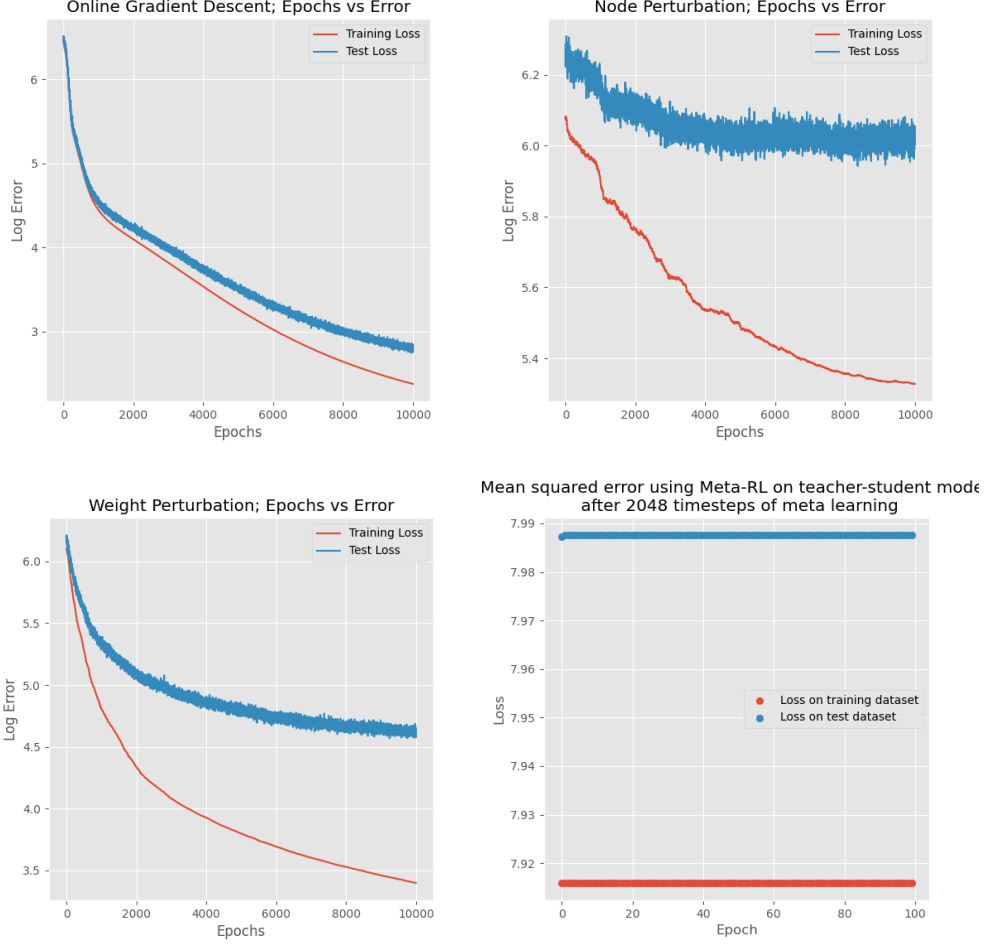 Online Gradient Descent; Epochs vs Error
Training Loss
Test Loss
6
5
4
3
Log Error
0 2000 4000 6000 8000 10000
Epochs
Node Perturbation; Epochs vs Error
Training Loss
Test Loss
6.2
6.0
5.8
5.6
5.4
Log Error
0 2000 4000 6000 8000 10000
Epoch
Weight Perturbation; Epochs vs Error
Training Loss
Test Loss
6.0
5.5
5.0
4.5
4.0
3.5
Log Error
0 2000 4000 6000 8000 10000
Epochs
Mean squared error using Meta-RL on teacher-student mode
after 2048 timesteps of meta learning
7.99
7.98
7.97
7.96
7.95
7.94
7.93
7.92
Loss
Loss on training dataset
Loss on test dataset
0 20 40 60 80 100
Epoch